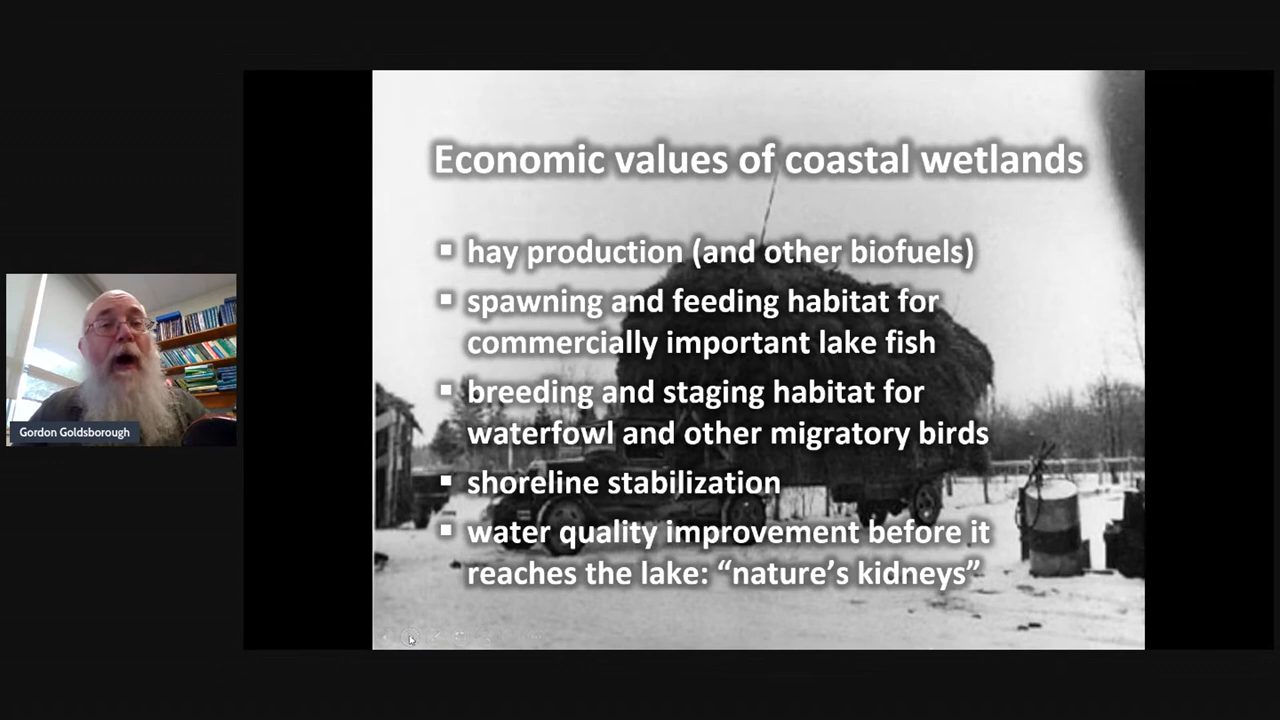 Economic values of coastal wetlands
▪ hay production (and other biofuels)
▪ spawning and feeding habitat for
commercially important lake fish
▪ breeding and staging habitat for
waterfowl and other migratory birds
▪ shoreline stabilization
▪ water quality improvement before it
reaches the lake: “nature’s kidneys”
Gordon Goldsborough